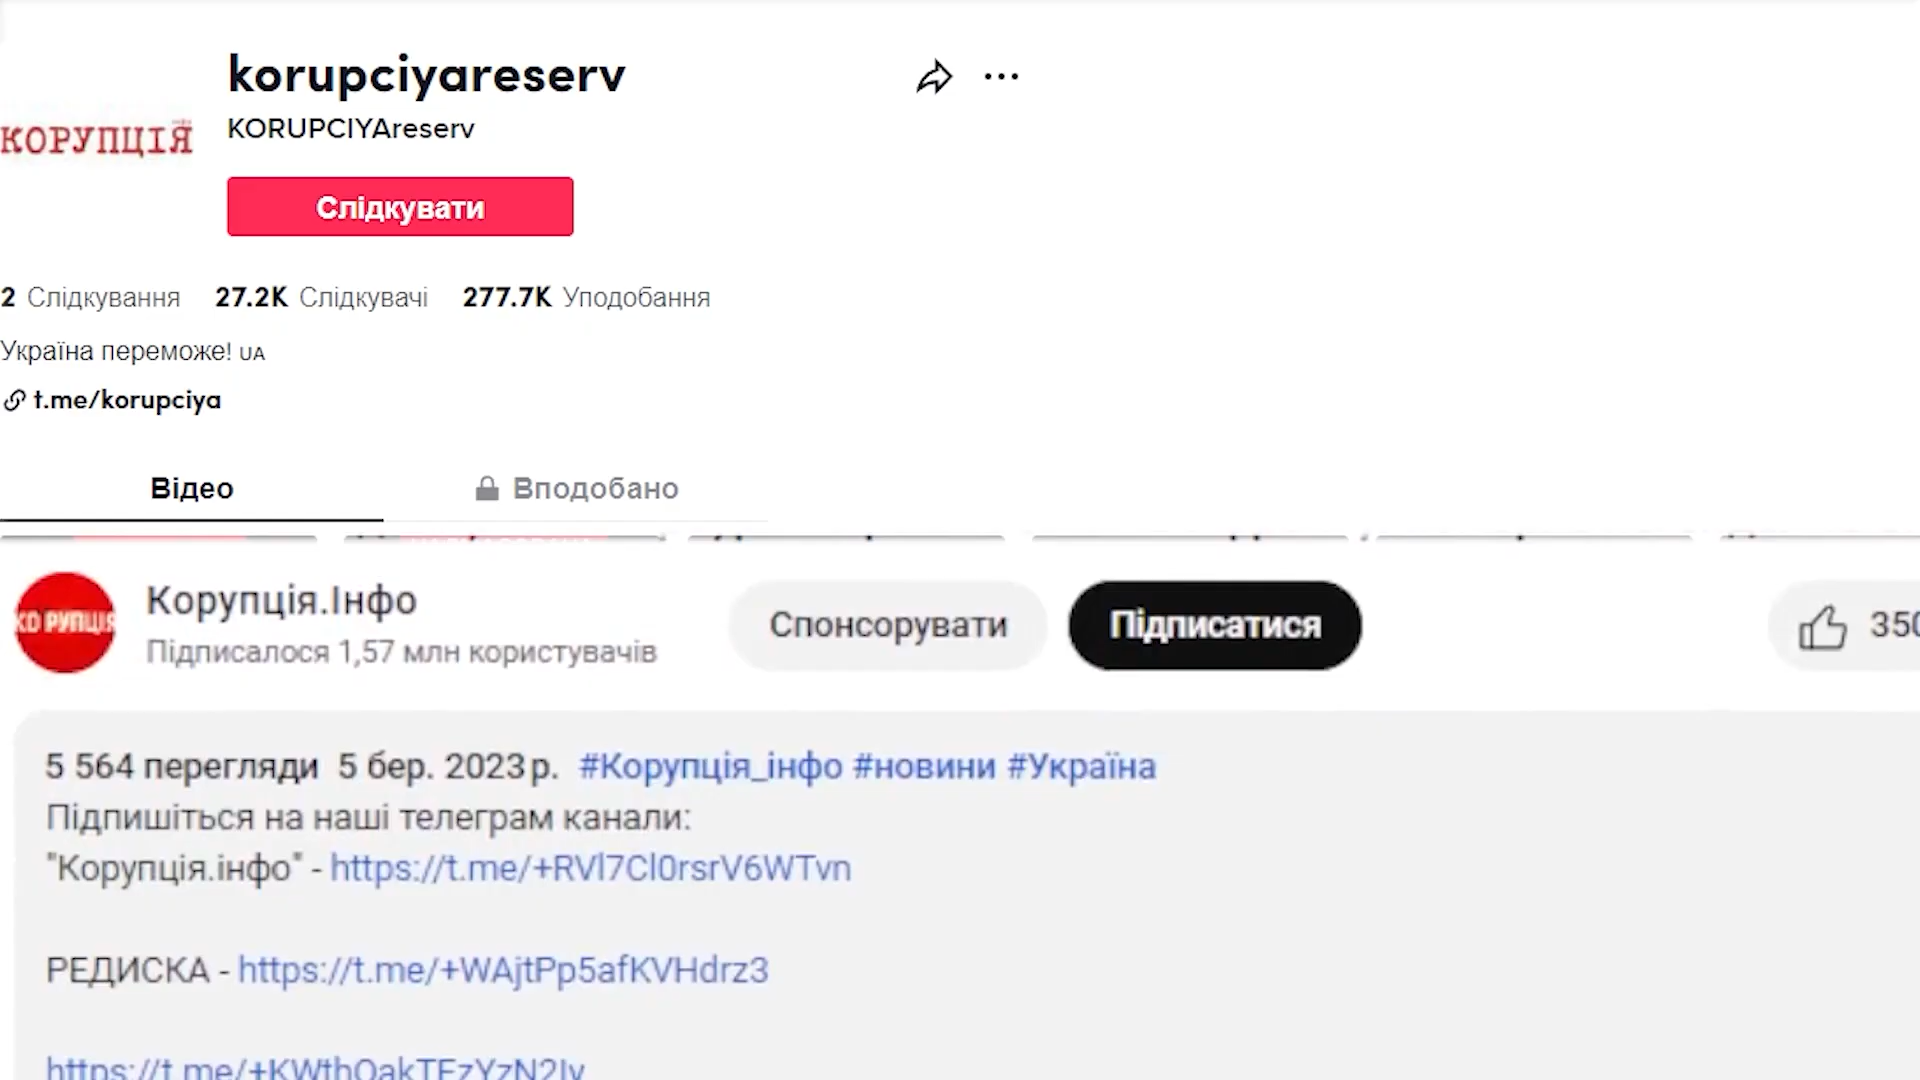 korupciyareserv
KORUPCIYAreserv
КОРУПЦІЯ
Слідкувати
2 Слідкування 27.2K Слідкувачі 277.7K Уподобання
Україна переможе! UA
t.me/korupciya
Відео Вподобано
Корупція.Інфо
КОРУПЦІЯ
Підписалося 1,57 млн користувачів
Спонсорувати
Підписатися
350
5 564 перегляди 5 бер. 2023 р. #Корупція_інфо #новини #Україна
Підпишіться на наші телеграм канали:
"Корупція.інфо" - https://t.me/+RVl7Cl0rsrV6WTvn
РЕДИСКА - https://t.me/+WAjtPp5afKVHdrz3